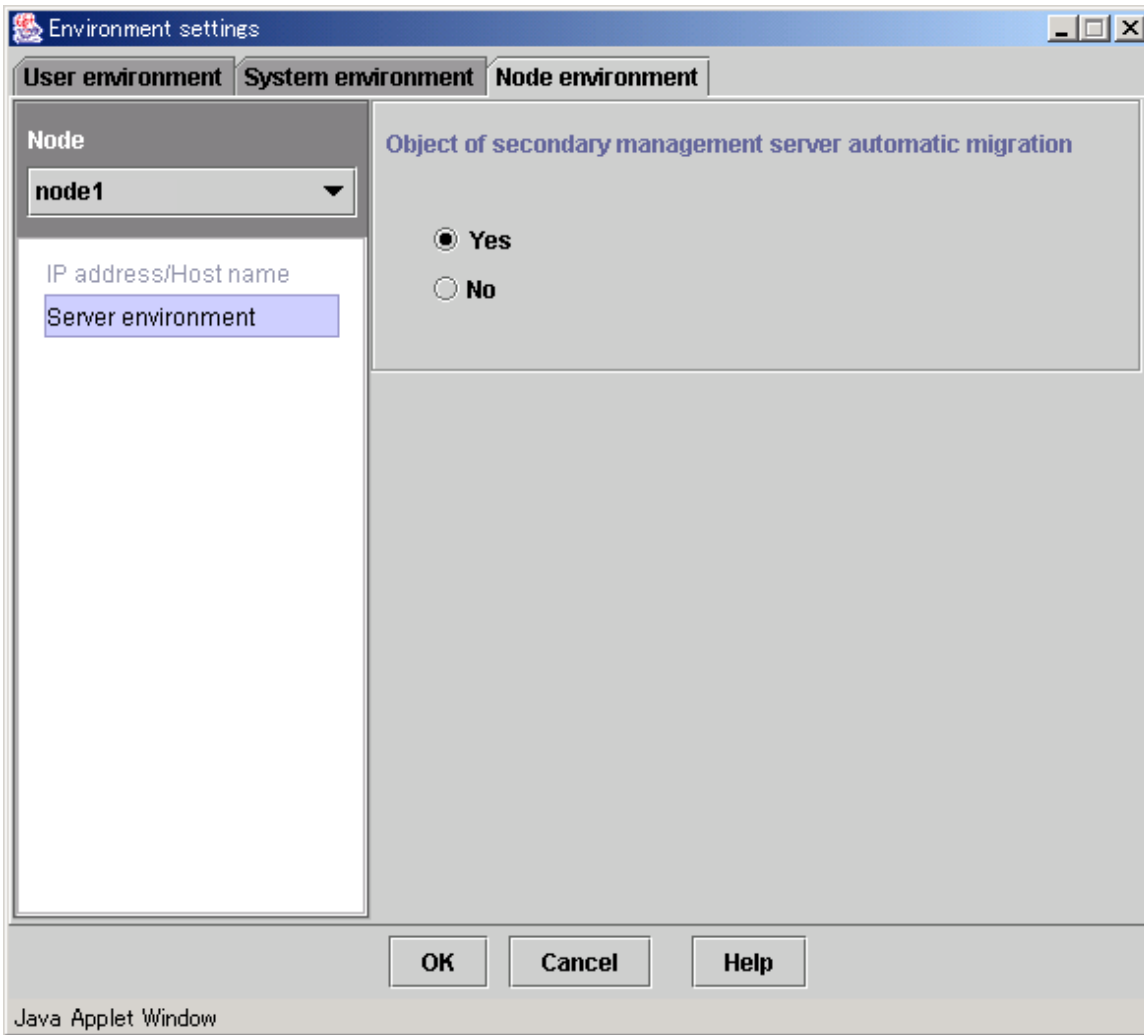 Environment settings
User environment System environment Node environment
Node
node1
IP address/Host name
Server environment
Object of secondary management server automatic migration
Yes
No
OK Cancel Help
Java Applet Window